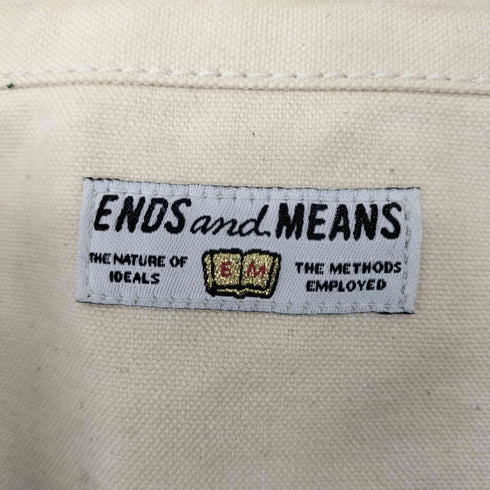 ENDS and MEANS
THE NATURE OF
IDEALS
E M
THE METHODS
EMPLOYED